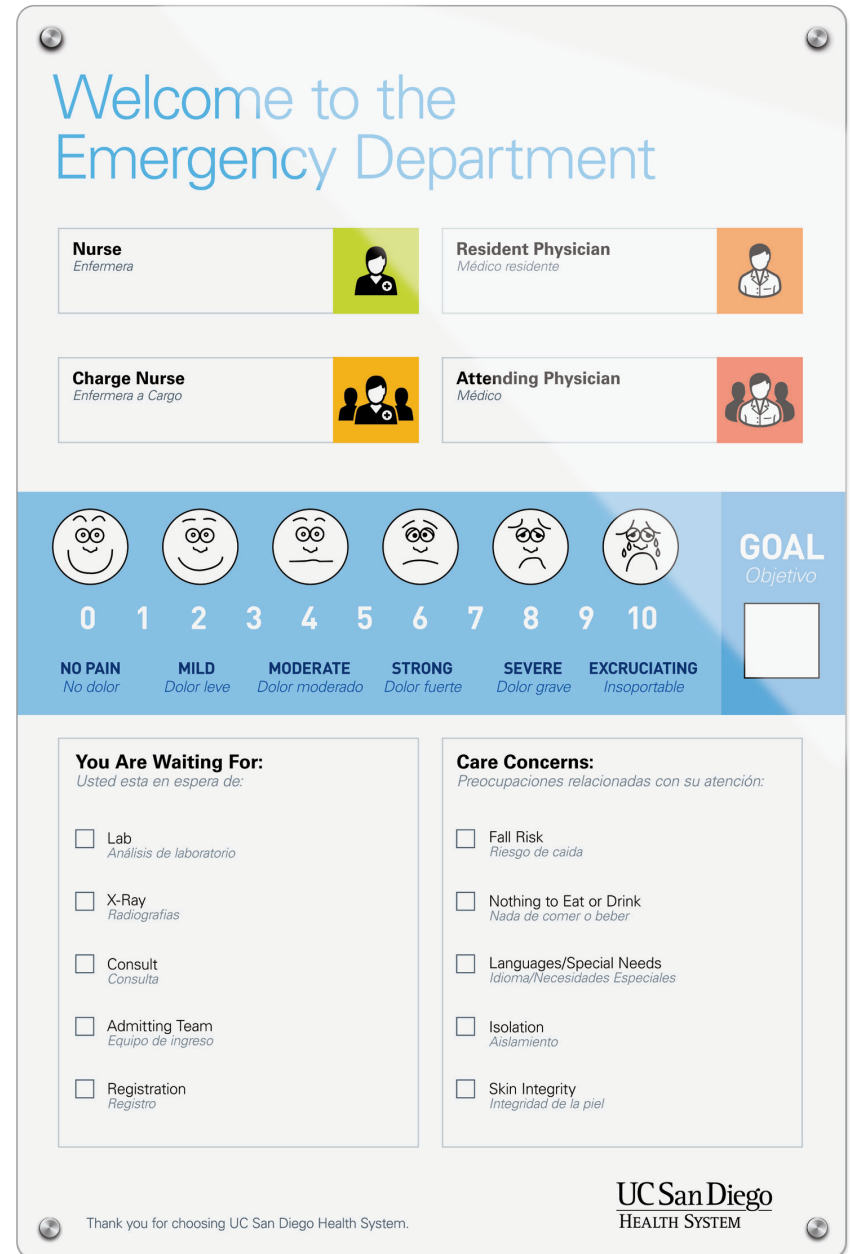 Welcome to the
Emergency Department
Nurse
Enfermera
Resident Physician
Médico residente
Charge Nurse
Enfermera a Cargo
Attending Physician
Médico
GOAL
Objetivo
0 1 2 3 4 5 6 7 8 9 10
NO PAIN MILD MODERATE STRONG SEVERE EXCRUCIATING
No dolor Dolor leve Dolor moderado Dolor fuerte Dolor grave Insoportable
You Are Waiting For:
Usted esta en espera de:
Lab
Análisis de laboratorio
X-Ray
Radiografias
Consult
Consulta
Admitting Team
Equipo de ingreso
Registration
Registro
Care Concerns:
Preocupaciones relacionadas con su atención:
Fall Risk
Riesgo de caida
Nothing to Eat or Drink
Nada de comer o beber
Languages/Special Needs
Idioma/Necesidades Especiales
Isolation
Aislamiento
Skin Integrity
Integridad de la piel
Thank you for choosing UC San Diego Health System.
UC San Diego
HEALTH SYSTEM